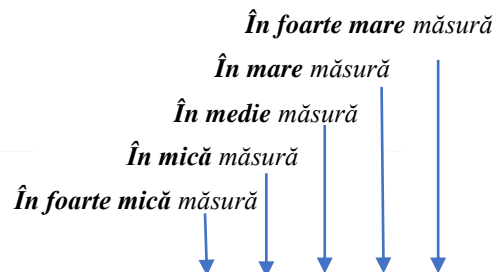 În foarte mare măsură
În mare măsură
În medie măsură
În mică măsură
În foarte mică măsură